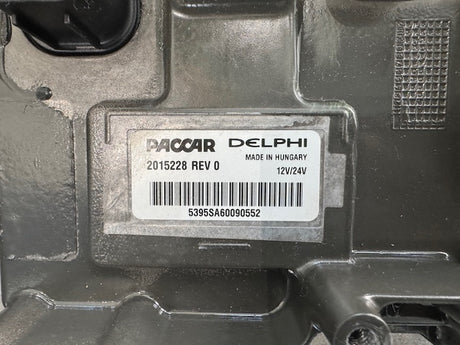 PACCAR DELPHI
2015228 REV 0 MADE IN HUNGARY
12V/24V
5395SA60090552